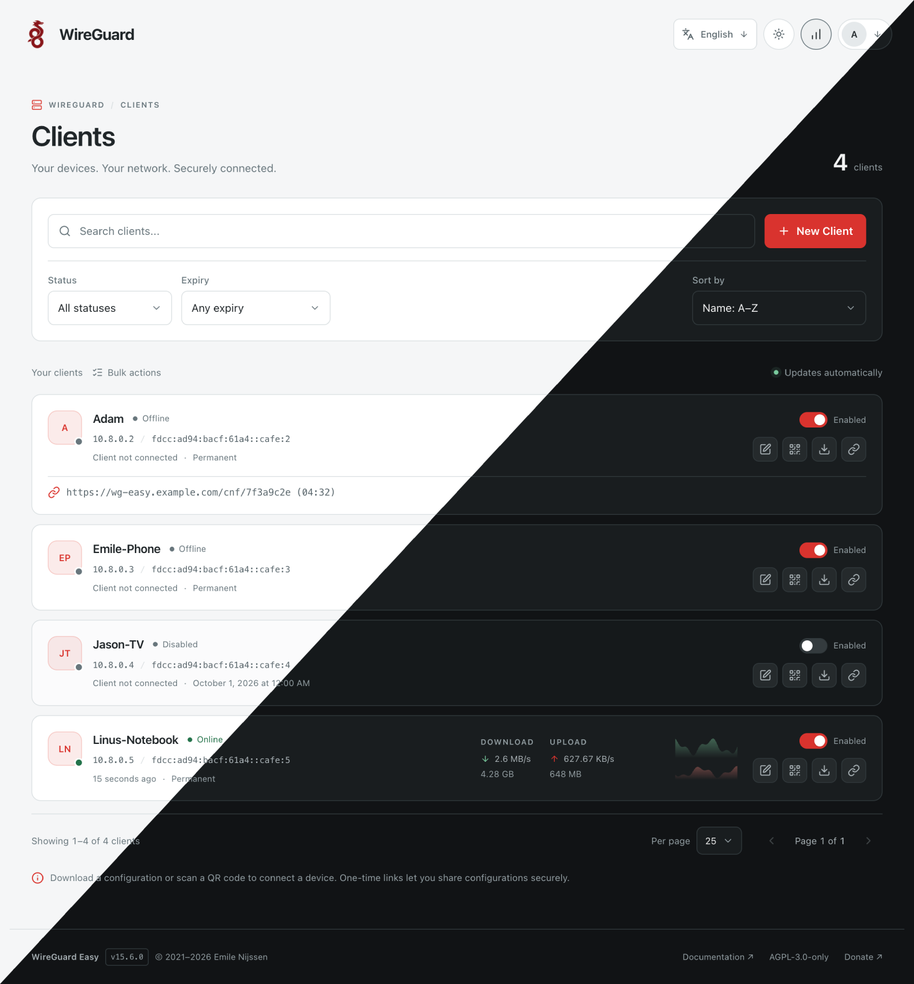 WireGuard
English
A
WIREGUARD / CLIENTS
Clients
Your devices. Your network. Securely connected.
4 clients
Search clients...
New Client
Status
Expiry
Sort by
All statuses
Any expiry
Name: A–Z
Your clients
Bulk actions
Updates automatically
A
Adam
Offline
10.8.0.2 / fdcc:ad94:bacf:61a4::cafe:2
Client not connected · Permanent
Enabled
https://wg-easy.example.com/cnf/7f3a9c2e (04:32)
EP
Emile-Phone
Offline
10.8.0.3 / fdcc:ad94:bacf:61a4::cafe:3
Client not connected · Permanent
Enabled
JT
Jason-TV
Disabled
10.8.0.4 / fdcc:ad94:bacf:61a4::cafe:4
Client not connected · October 1, 2026 at 12:00 AM
Enabled
LN
Linus-Notebook
Online
10.8.0.5 / fdcc:ad94:bacf:61a4::cafe:5
15 seconds ago · Permanent
DOWNLOAD
UPLOAD
2.6 MB/s
627.67 KB/s
4.28 GB
648 MB
Enabled
Showing 1–4 of 4 clients
Per page
25
Page 1 of 1
Download a configuration or scan a QR code to connect a device. One-time links let you share configurations securely.
WireGuard Easy
v15.6.0
© 2021–2026 Emile Nijssen
Documentation ↗
AGPL-3.0-only
Donate ↗